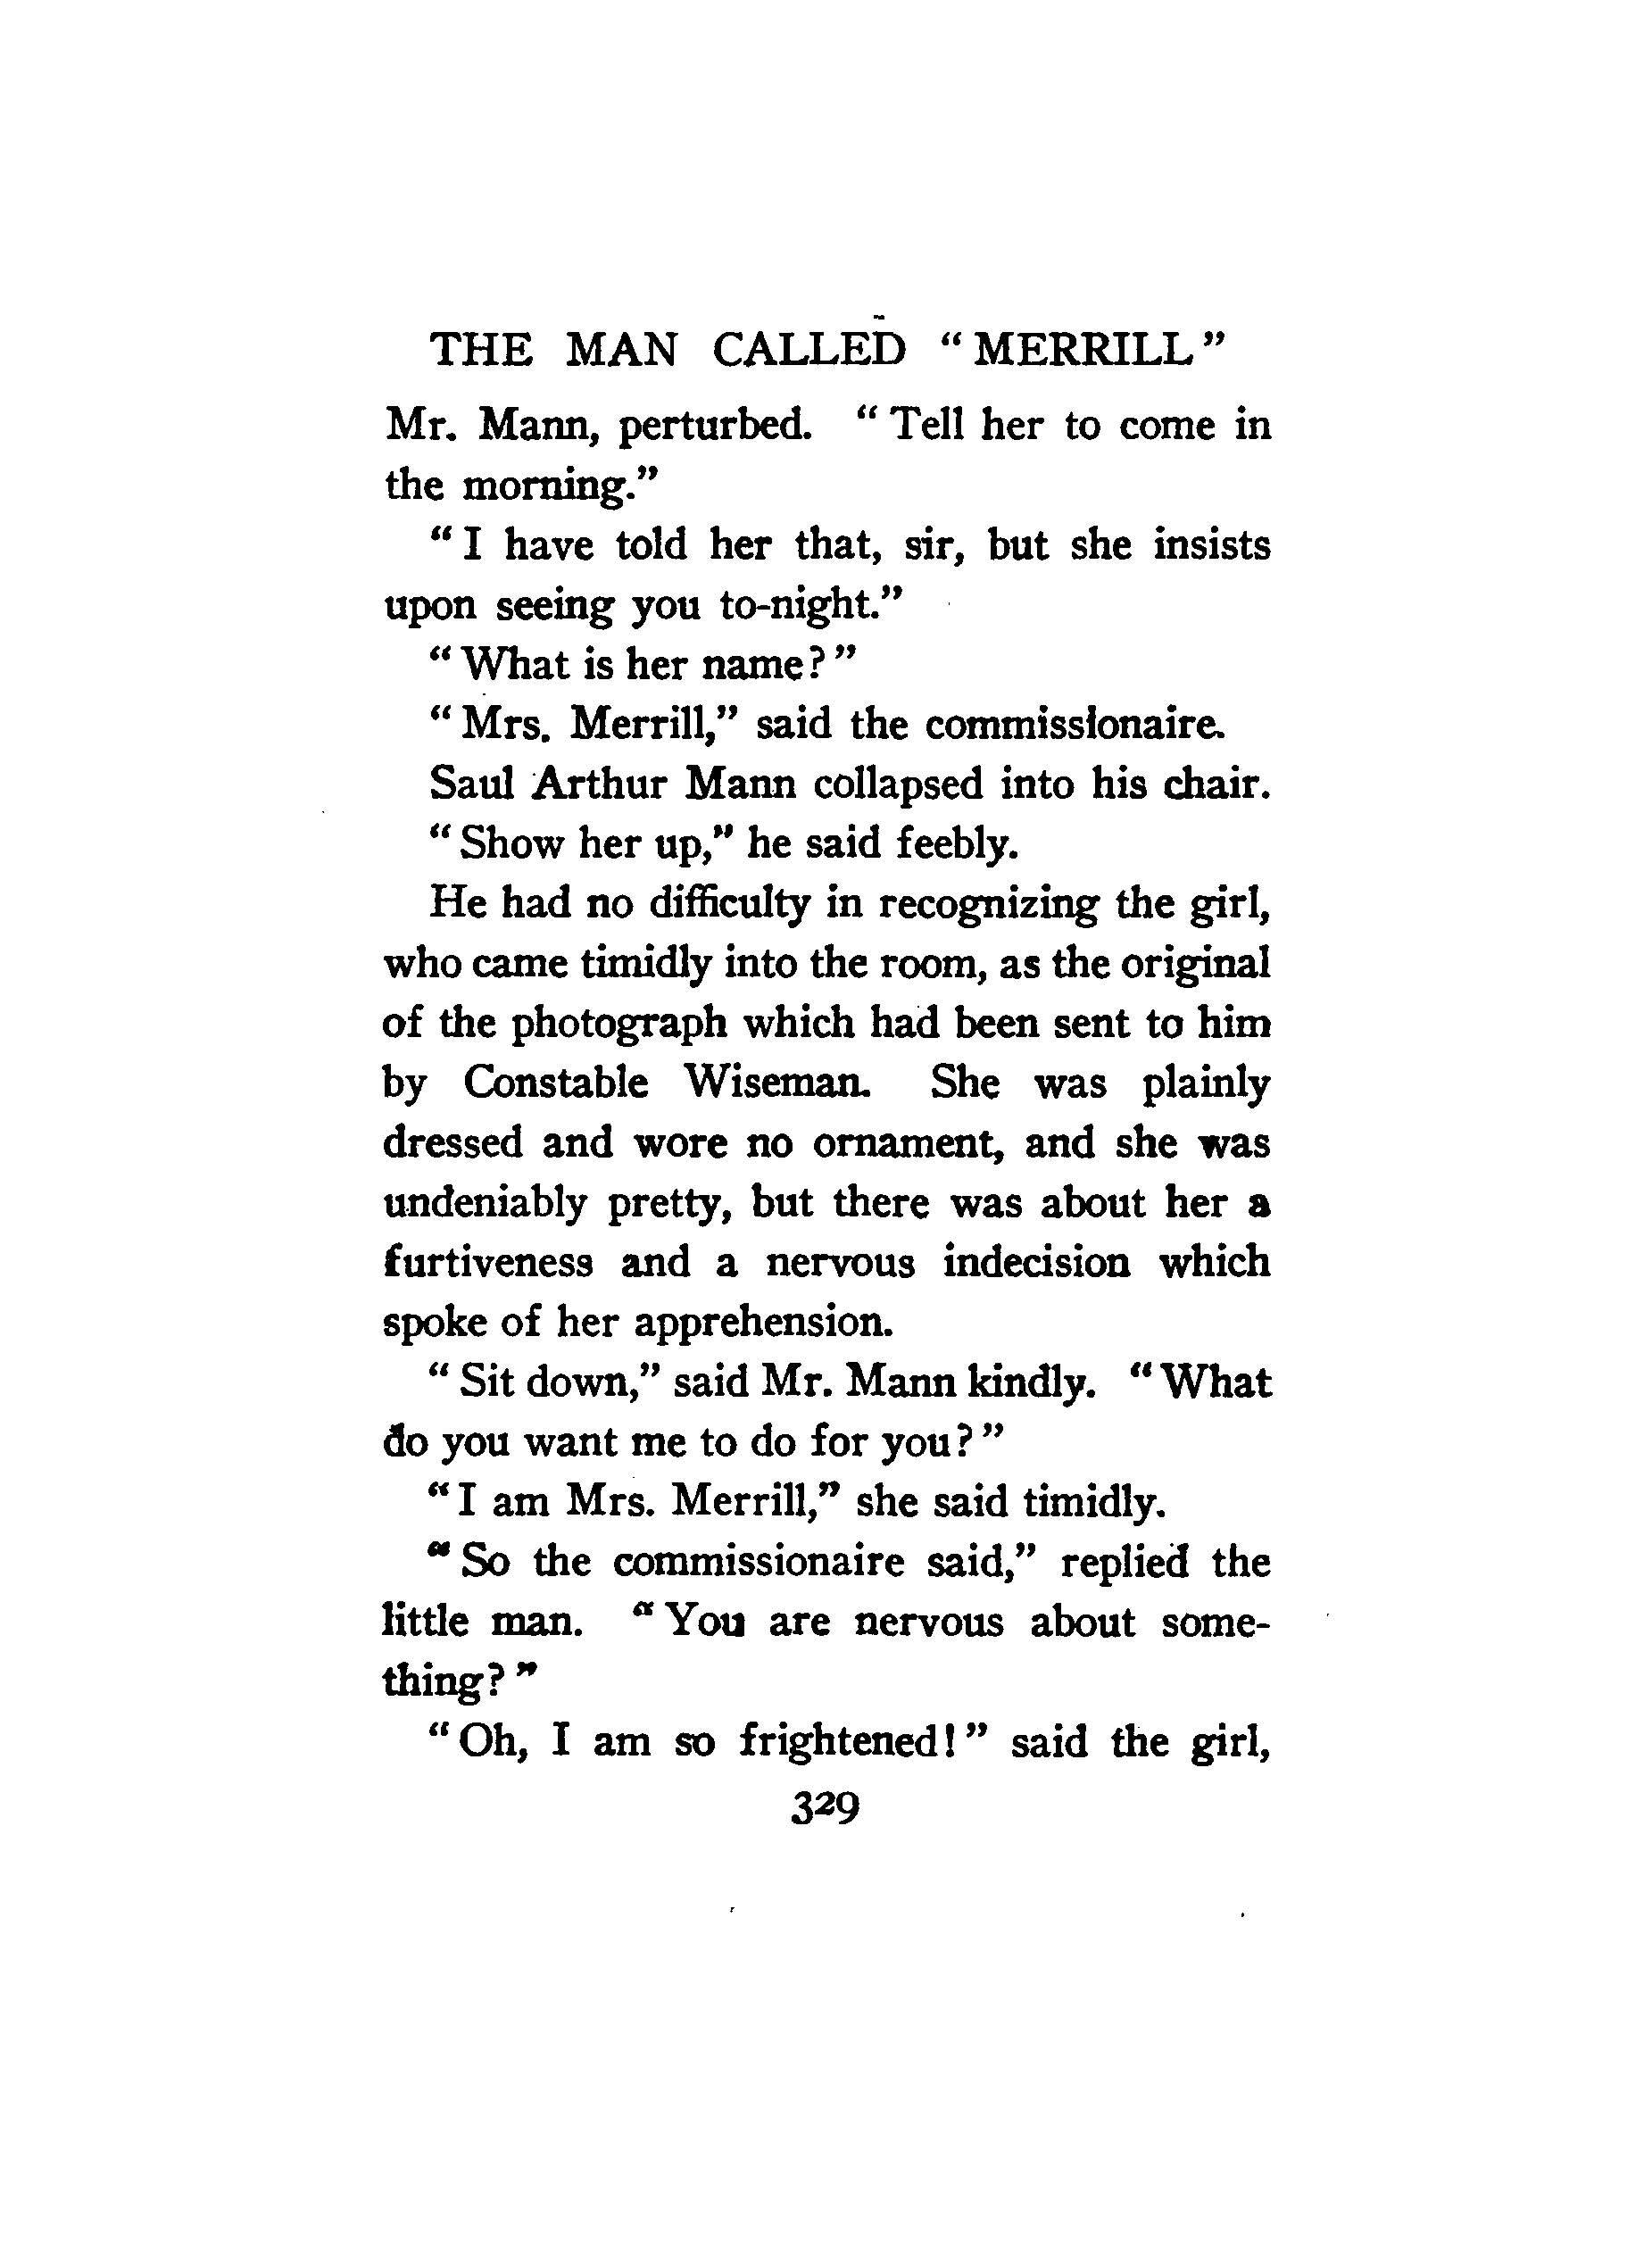 THE MAN CALLED “MERRILL”
Mr. Mann, perturbed. “Tell her to come in
the morning.”
“I have told her that, sir, but she insists
upon seeing you to-night.”
“What is her name?”
“Mrs. Merrill,” said the commissionaire.
Saul Arthur Mann collapsed into his chair.
“Show her up,” he said feebly.
He had no difficulty in recognizing the girl,
who came timidly into the room, as the original
of the photograph which had been sent to him
by Constable Wiseman. She was plainly
dressed and wore no ornament, and she was
undeniably pretty, but there was about her a
furtiveness and a nervous indecision which
spoke of her apprehension.
“Sit down,” said Mr. Mann kindly. “What
do you want me to do for you?”
“I am Mrs. Merrill,” she said timidly.
“So the commissionaire said,” replied the
little man. “You are nervous about some-
thing?”
“Oh, I am so frightened!” said the girl,
329